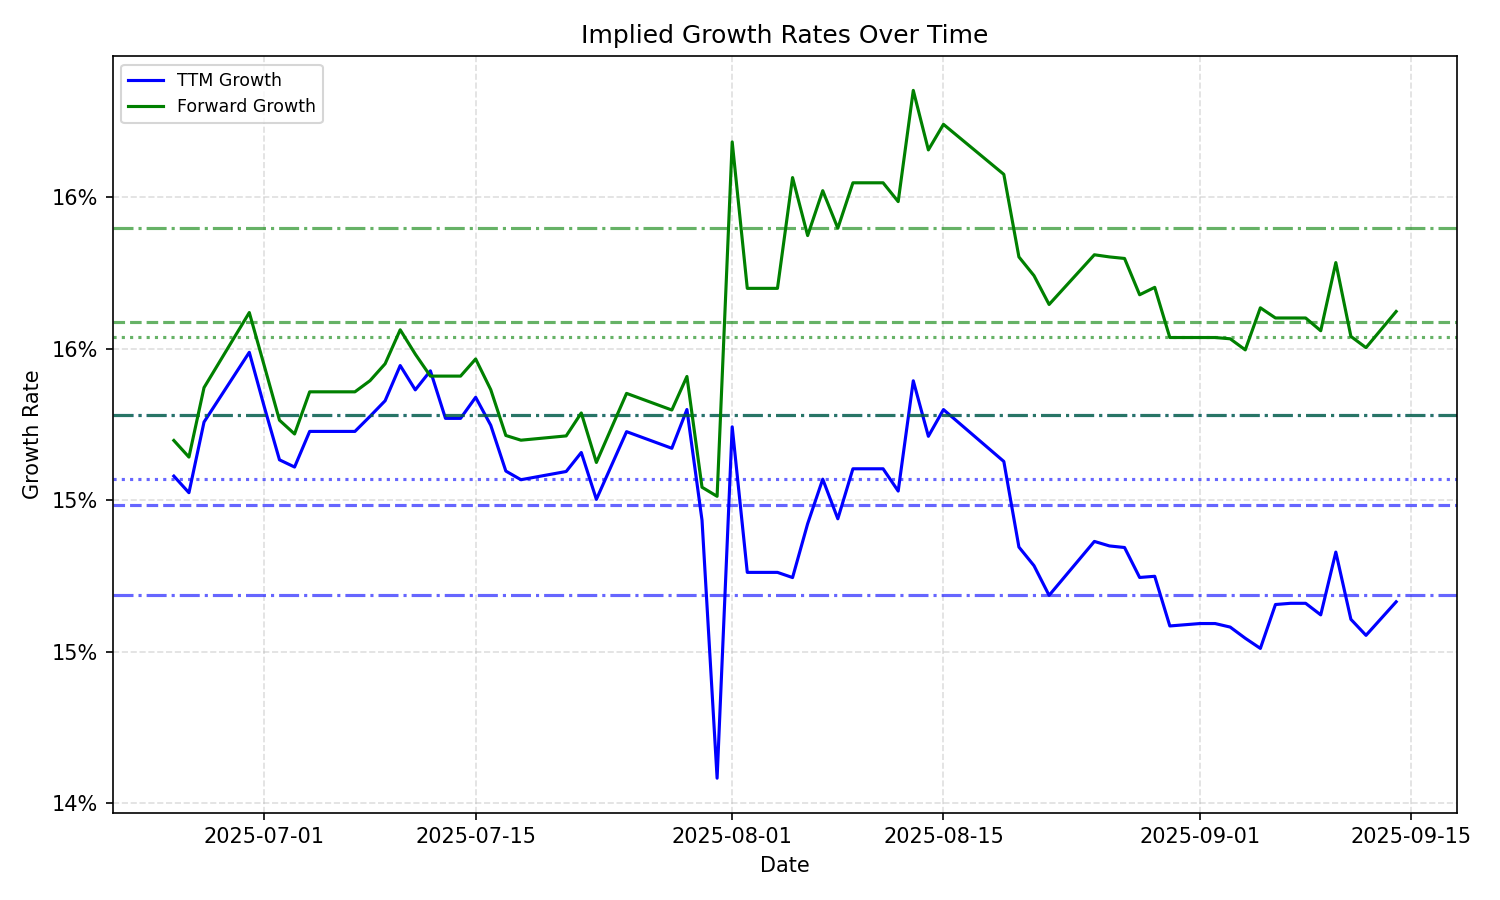 Implied Growth Rates Over Time
TTM Growth
Forward Growth
Growth Rate
16%
16%
15%
15%
14%
2025-07-01
2025-07-15
2025-08-01
2025-08-15
2025-09-01
2025-09-15
Date